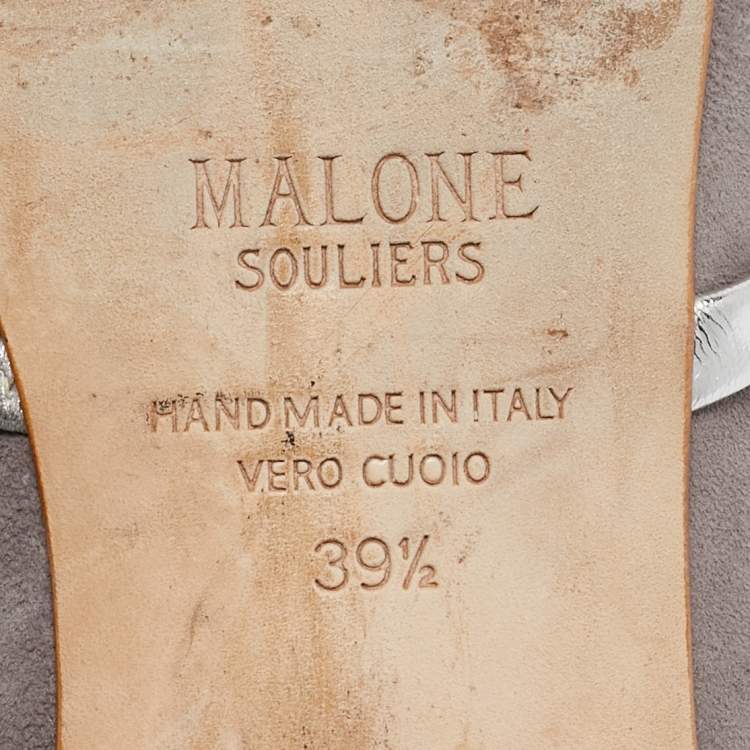 MALONE
SOULIERS
HAND MADE IN ITALY
VERO CUOIO
39½